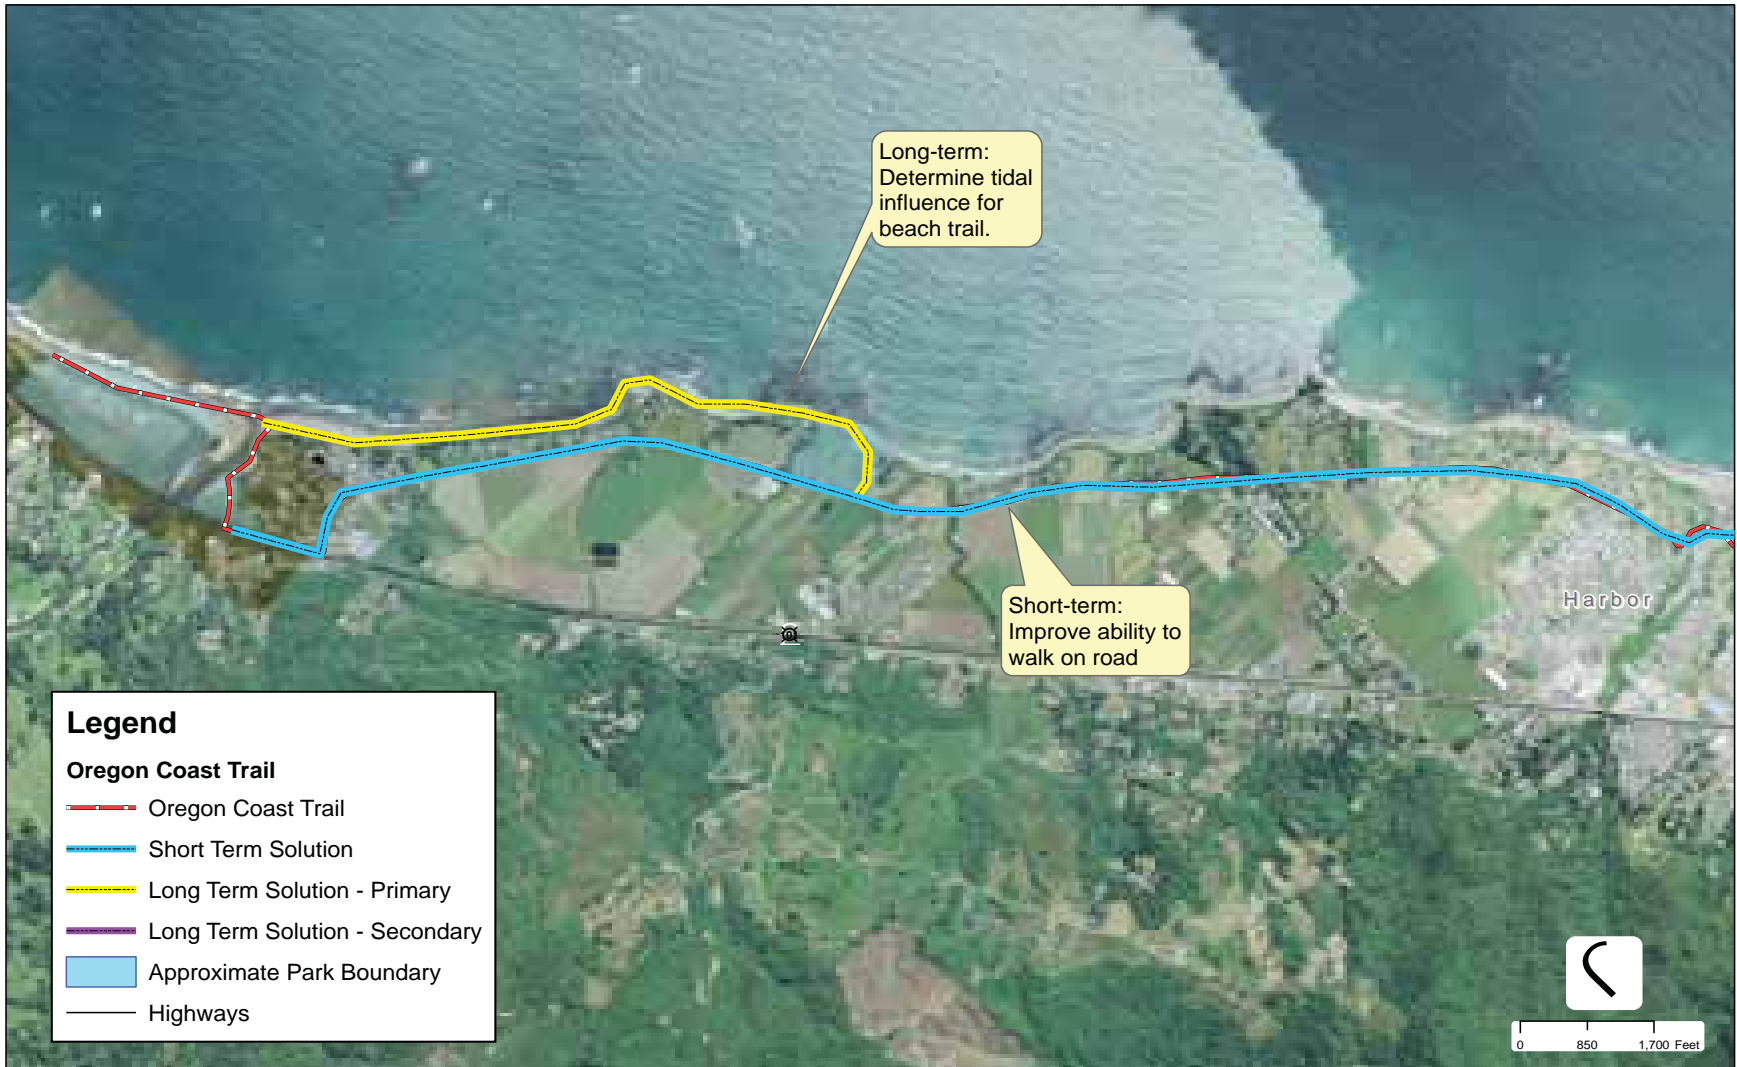 Long-term:
Determine tidal
influence for
beach trail.
Short-term:
Improve ability to
walk on road
Harbor
Legend
Oregon Coast Trail
Oregon Coast Trail
Short Term Solution
Long Term Solution - Primary
Long Term Solution - Secondary
Approximate Park Boundary
Highways
0 850 1,700 Feet